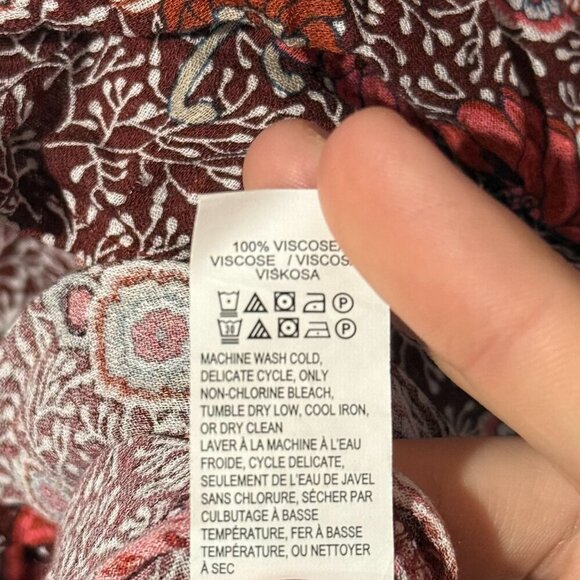 100% VISCOSE/
VISCOSE / VISCOSA
VIŠKOSA
30
MACHINE WASH COLD,
DELICATE CYCLE, ONLY
NON-CHLORINE BLEACH,
TUMBLE DRY LOW, COOL IRON,
OR DRY CLEAN
LAVER À LA MACHINE À L'EAU
FROIDE, CYCLE DELICATE,
SEULEMENT DE L'EAU DE JAVEL
SANS CHLORURE, SÉCHER PAR
CULBUTAGE À BASSE
TEMPÉRATURE, FER À BASSE
TEMPÉRATURE, OU NETTOYER
À SEC